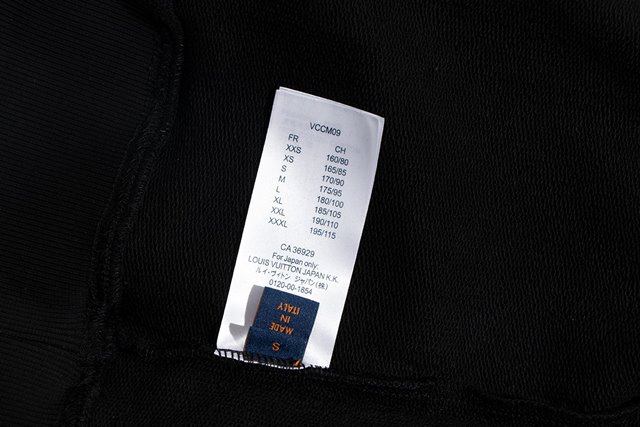 VCCM09
FR CH
XXS 160/80
XS 165/85
S 170/90
M 175/95
L 180/100
XL 185/105
XXL 190/110
XXXL 195/115
CA 36929
For Japan only:
LOUIS VUITTON JAPAN K.K.
ルイ・ヴィトン ジャパン(株)
0120-00-1854
MADE
IN
ITALY
S